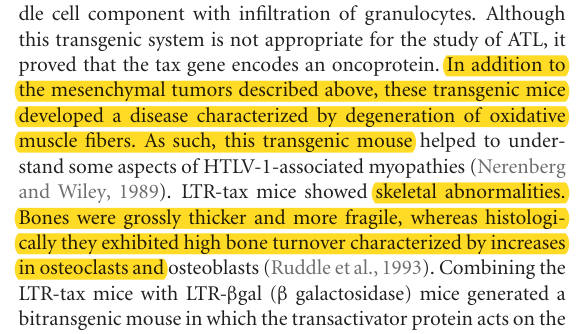 dle cell component with infiltration of granulocytes. Although
this transgenic system is not appropriate for the study of ATL, it
proved that the tax gene encodes an oncoprotein. In addition to
the mesenchymal tumors described above, these transgenic mice
developed a disease characterized by degeneration of oxidative
muscle fibers. As such, this transgenic mouse helped to under-
stand some aspects of HTLV-1-associated myopathies (Nerenberg
and Wiley, 1989). LTR-tax mice showed skeletal abnormalities.
Bones were grossly thicker and more fragile, whereas histologi-
cally they exhibited high bone turnover characterized by increases
in osteoclasts and osteoblasts (Ruddle et al., 1993). Combining the
LTR-tax mice with LTR-βgal (β galactosidase) mice generated a
bitransgenic mouse in which the transactivator protein acts on the